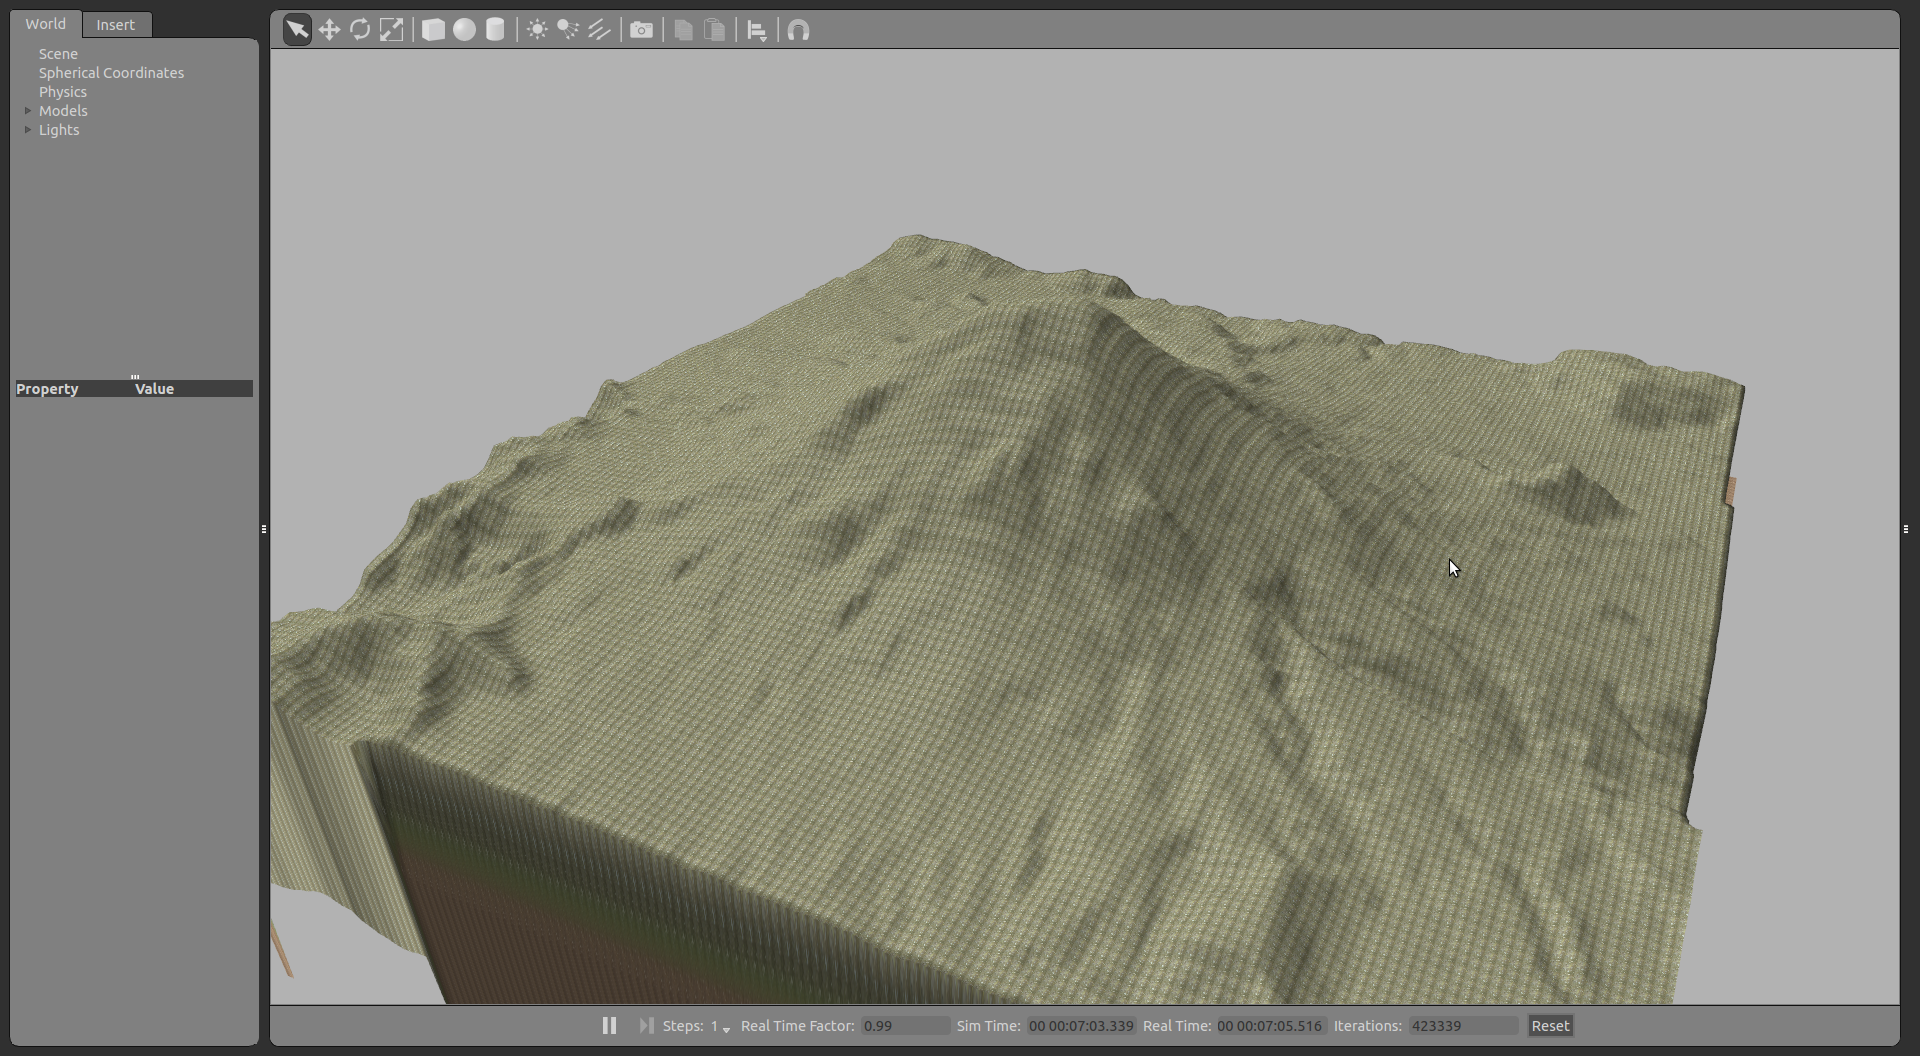 World Insert
Scene
Spherical Coordinates
Physics
Models
Lights
Property Value
Steps: 1 Real Time Factor: 0.99 Sim Time: 00 00:07:03.339 Real Time: 00 00:07:05.516 Iterations: 423339 Reset